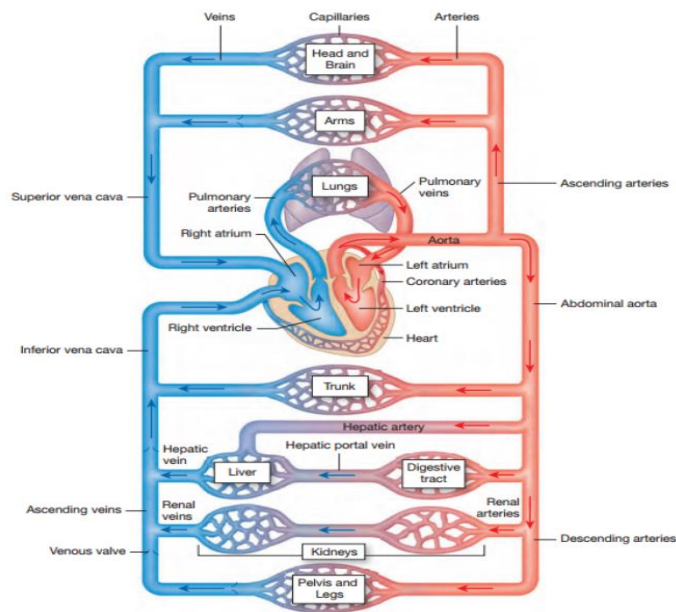 Veins
Capillaries
Arteries
Head and
Brain
Arms
Superior vena cava
Pulmonary
arteries
Lungs
Pulmonary
veins
Ascending arteries
Right atrium
Aorta
Left atrium
Coronary arteries
Abdominal aorta
Right ventricle
Left ventricle
Inferior vena cava
Heart
Trunk
Hepatic artery
Hepatic
vein
Hepatic portal vein
Liver
Digestive
tract
Ascending veins
Renal
veins
Renal
arteries
Venous valve
Kidneys
Descending arteries
Pelvis and
Legs